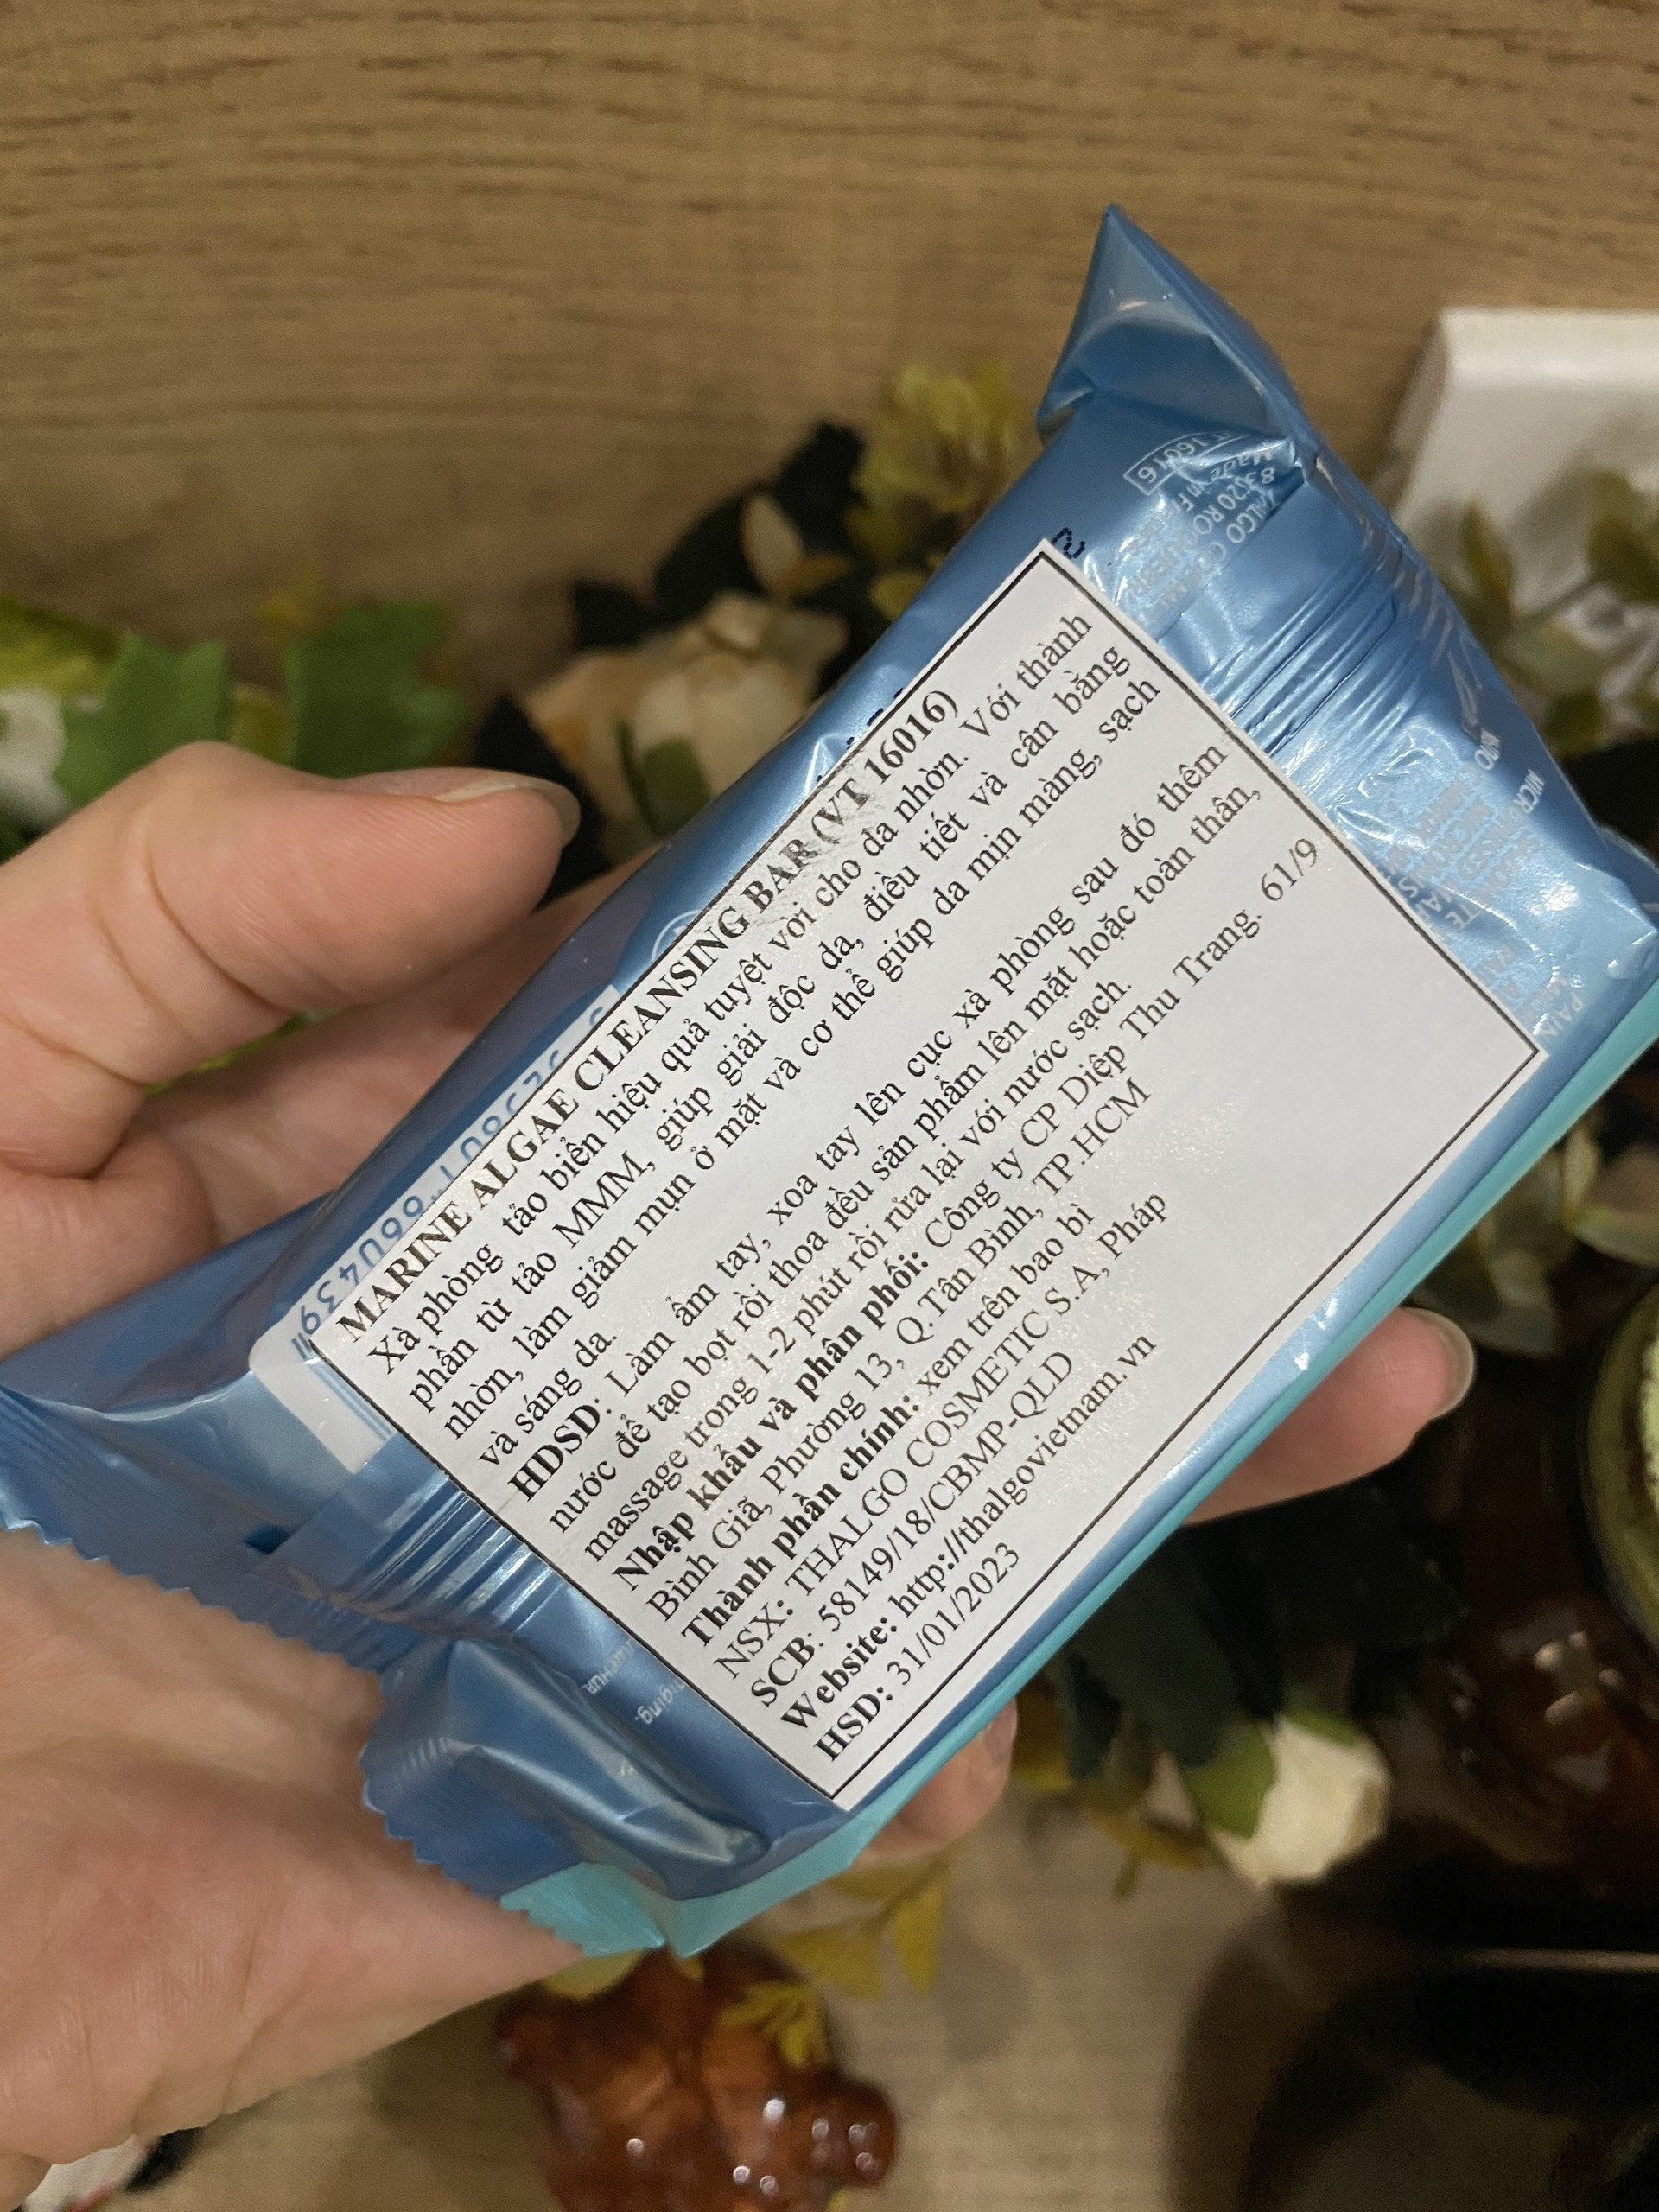 MARINE ALGAE CLEANSING BAR (VT 16016)
Xà phòng tảo biển hiệu quả tuyệt vời cho da nhờn. Với thành
phần từ tảo MMM, giúp giải độc da, điều tiết và cân bằng
nhờn, làm giảm mụn ở mặt và cơ thể giúp da mịn màng, sạch
và sáng da.
HDSD: Làm ẩm tay, xoa tay lên cục xà phòng sau đó thêm
nước để tạo bọt rồi thoa đều sản phẩm lên mặt hoặc toàn thân,
massage trong 1-2 phút rồi rửa lại với nước sạch.
Nhập khẩu và phân phối: Công ty CP Diệp Thu Trang. 61/9
Bình Giã, Phường 13, Q.Tân Bình, TP.HCM
Thành phần chính: xem trên bao bì
NSX: THALGO COSMETIC S.A, Pháp
SCB: 58149/18/CBMP-QLD
Website: http://thalgovietnam.vn
HSD: 31/01/2023
16016
Made in